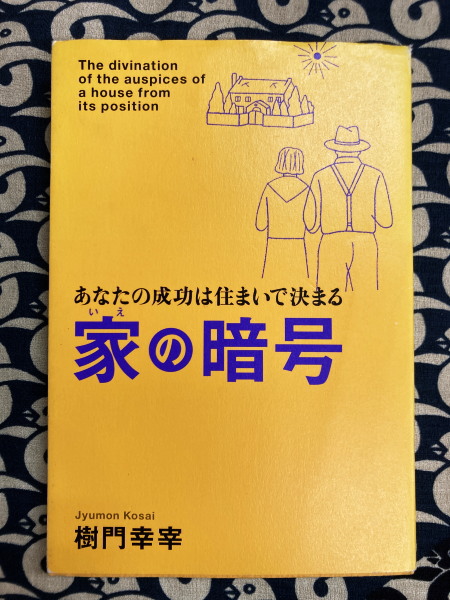 The divination
of the auspices of
a house from
its position
あなたの成功は住まいで決まる
いえ
家の暗号
Jyumon Kosai
樹門幸宰